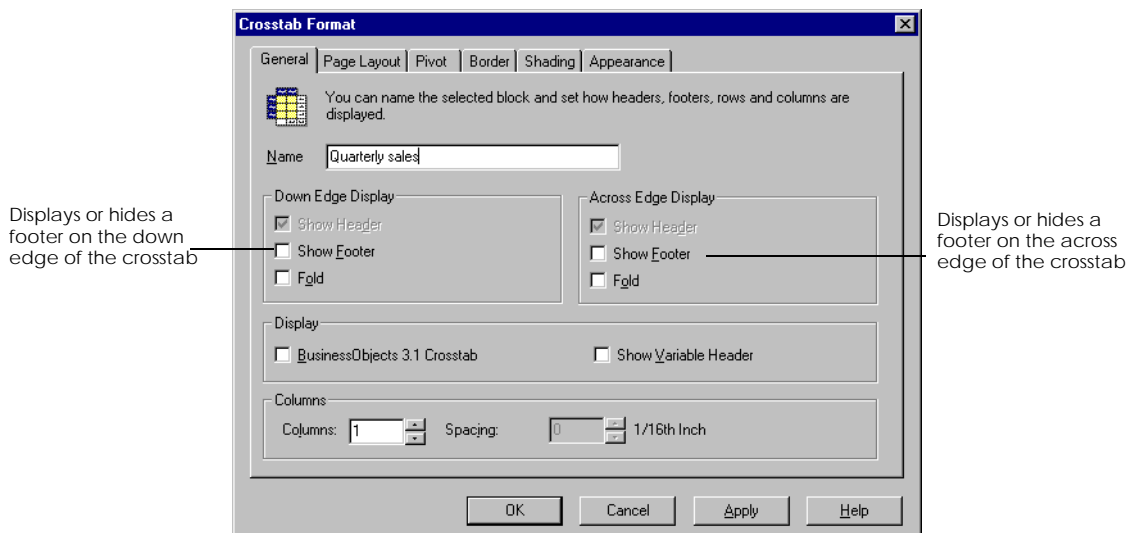 Crosstab Format
General Page Layout Pivot Border Shading Appearance
You can name the selected block and set how headers, footers, rows and columns are
displayed.
Name Quarterly sales
Down Edge Display
Show Header
Show Footer
Fold
Across Edge Display
Show Header
Show Footer
Fold
Displays or hides a
footer on the down
edge of the crosstab
Displays or hides a
footer on the across
edge of the crosstab
Display
BusinessObjects 3.1 Crosstab Show Variable Header
Columns
Columns: 1 Spacing: 0 1/16th Inch
OK Cancel Apply Help